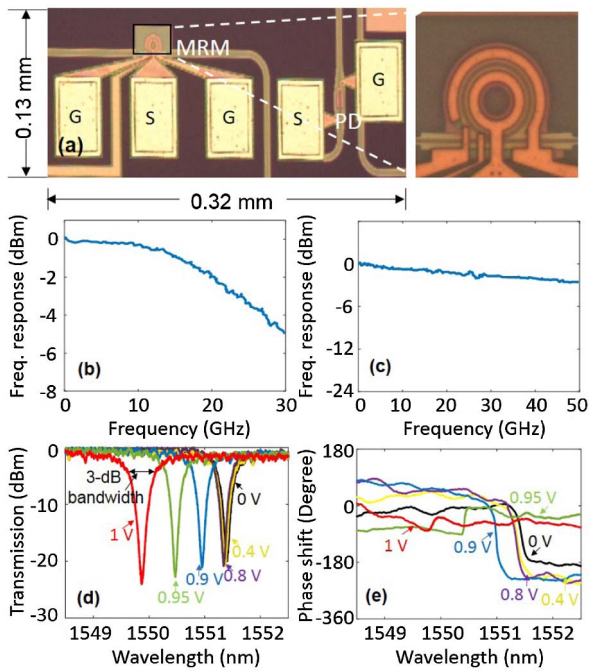 MRM
G
S
G
S
G
PD
(a)
0.13 mm
0.32 mm
Freq. response (dBm)
0
-2
-4
-6
-8
(b)
0
10
20
30
Frequency (GHz)
Freq. response (dBm)
0
-6
-12
-18
-24
(c)
0
10
20
30
40
50
Frequency (GHz)
Transmission (dBm)
0
-10
-20
-30
3-dB
bandwidth
1 V
0.95 V
0.9 V
0.8 V
0.4 V
0 V
(d)
1549
1550
1551
1552
Wavelength (nm)
Phase shift (Degree)
180
0
-180
-360
0.95 V
1 V
0.9 V
0 V
0.8 V
0.4 V
(e)
1549
1550
1551
1552
Wavelength (nm)